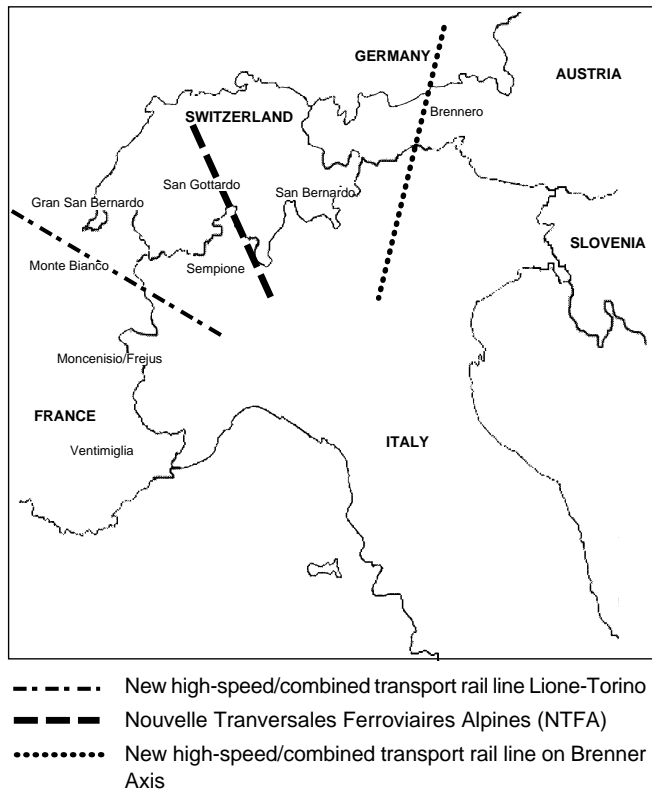 GERMANY
AUSTRIA
Brennero
SWITZERLAND
San Gottardo
San Bernardo
Gran San Bernardo
SLOVENIA
Monte Bianco
Sempione
Moncenisio/Frejus
FRANCE
ITALY
Ventimiglia
New high-speed/combined transport rail line Lione-Torino
Nouvelle Tranversales Ferroviaires Alpines (NTFA)
New high-speed/combined transport rail line on Brenner
Axis